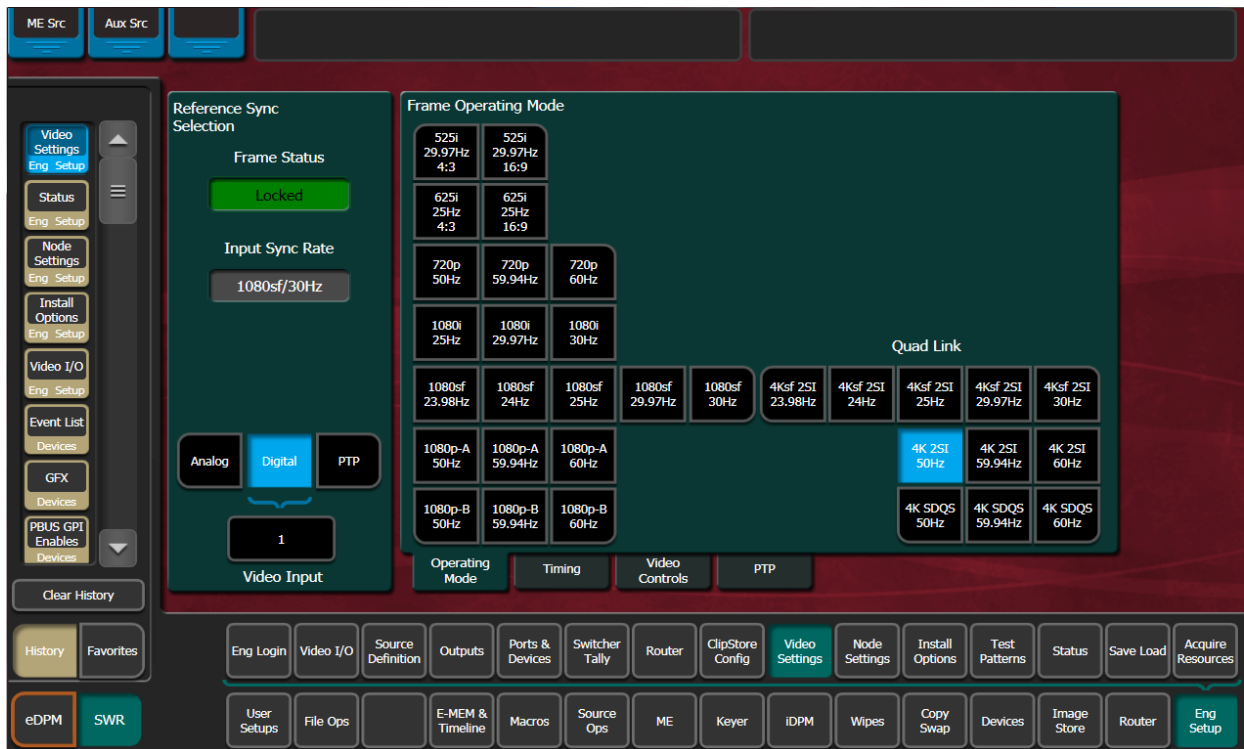 ME Src
Aux Src
Video
Settings
Eng Setup
Status
Eng Setup
Node
Settings
Eng Setup
Install
Options
Eng Setup
Video I/O
Eng Setup
Event List
Devices
GFX
Devices
PBUS GPI
Enables
Devices
Clear History
History
Favorites
eDPM
SWR
Reference Sync
Selection
Frame Status
Locked
Input Sync Rate
1080sf/30Hz
Analog
Digital
PTP
1
Video Input
Frame Operating Mode
525i
29.97Hz
4:3
525i
29.97Hz
16:9
625i
25Hz
4:3
625i
25Hz
16:9
720p
50Hz
720p
59.94Hz
720p
60Hz
1080i
25Hz
1080i
29.97Hz
1080i
30Hz
Quad Link
1080sf
23.98Hz
1080sf
24Hz
1080sf
25Hz
1080sf
29.97Hz
1080sf
30Hz
4Ksf 2SI
23.98Hz
4Ksf 2SI
24Hz
4Ksf 2SI
25Hz
4Ksf 2SI
29.97Hz
4Ksf 2SI
30Hz
1080p-A
50Hz
1080p-A
59.94Hz
1080p-A
60Hz
4K 2SI
50Hz
4K 2SI
59.94Hz
4K 2SI
60Hz
1080p-B
50Hz
1080p-B
59.94Hz
1080p-B
60Hz
4K SDQS
50Hz
4K SDQS
59.94Hz
4K SDQS
60Hz
Operating
Mode
Timing
Video
Controls
PTP
Eng Login
Video I/O
Source
Definition
Outputs
Ports &
Devices
Switcher
Tally
Router
ClipStore
Config
Video
Settings
Node
Settings
Install
Options
Test
Patterns
Status
Save Load
Acquire
Resources
User
Setups
File Ops
E-MEM &
Timeline
Macros
Source
Ops
ME
Keyer
iDPM
Wipes
Copy
Swap
Devices
Image
Store
Router
Eng
Setup